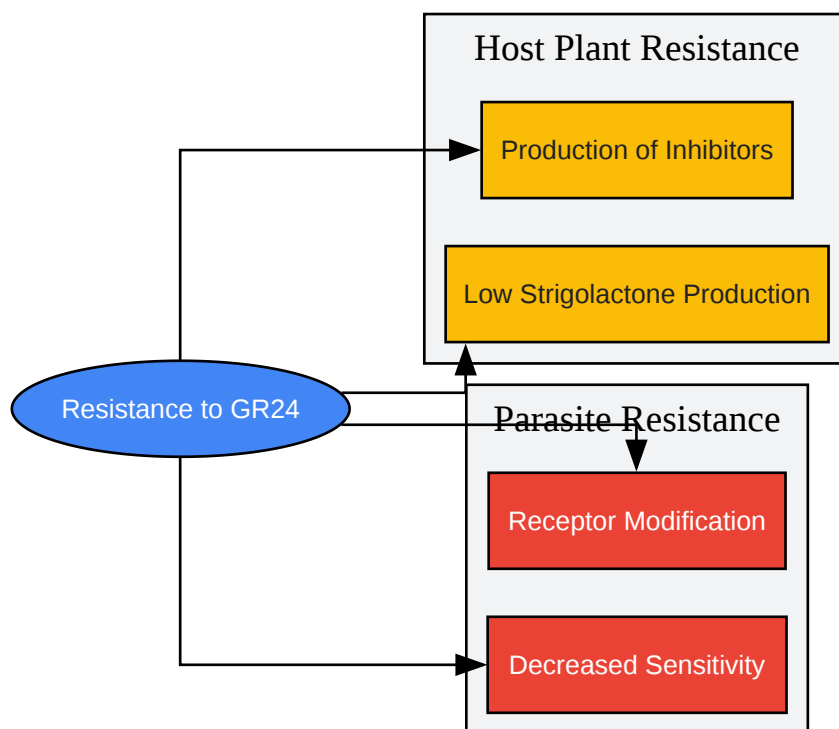 Host Plant Resistance
Production of Inhibitors
Low Strigolactone Production
Resistance to GR24
Parasite Resistance
Receptor Modification
Decreased Sensitivity